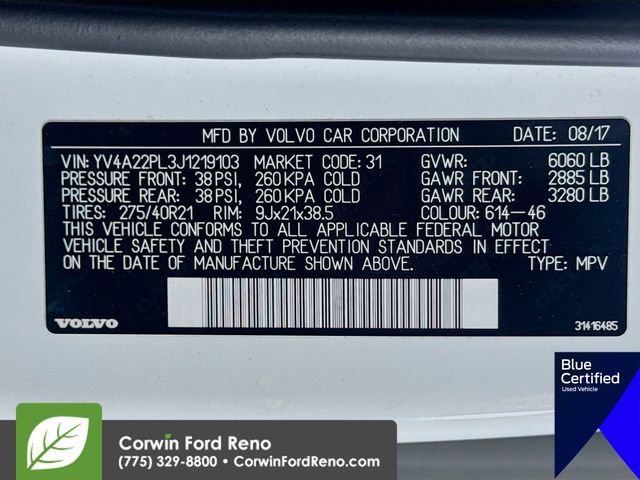 MFD BY VOLVO CAR CORPORATION DATE: 08/17
VIN: YV4A22PL3J1219103 MARKET CODE: 31 GVWR: 6060 LB
PRESSURE FRONT: 38 PSI, 260 KPA COLD GAWR FRONT: 2885 LB
PRESSURE REAR: 38 PSI, 260 KPA COLD GAWR REAR: 3280 LB
TIRES: 275/40R21 RIM: 9Jx21x38.5 COLOUR: 614-46
THIS VEHICLE CONFORMS TO ALL APPLICABLE FEDERAL MOTOR
VEHICLE SAFETY AND THEFT PREVENTION STANDARDS IN EFFECT
ON THE DATE OF MANUFACTURE SHOWN ABOVE. TYPE: MPV
VOLVO 31416485
Blue
Certified
USED VEHICLE
Corwin Ford Reno
(775) 329-8800 • CorwinFordReno.com